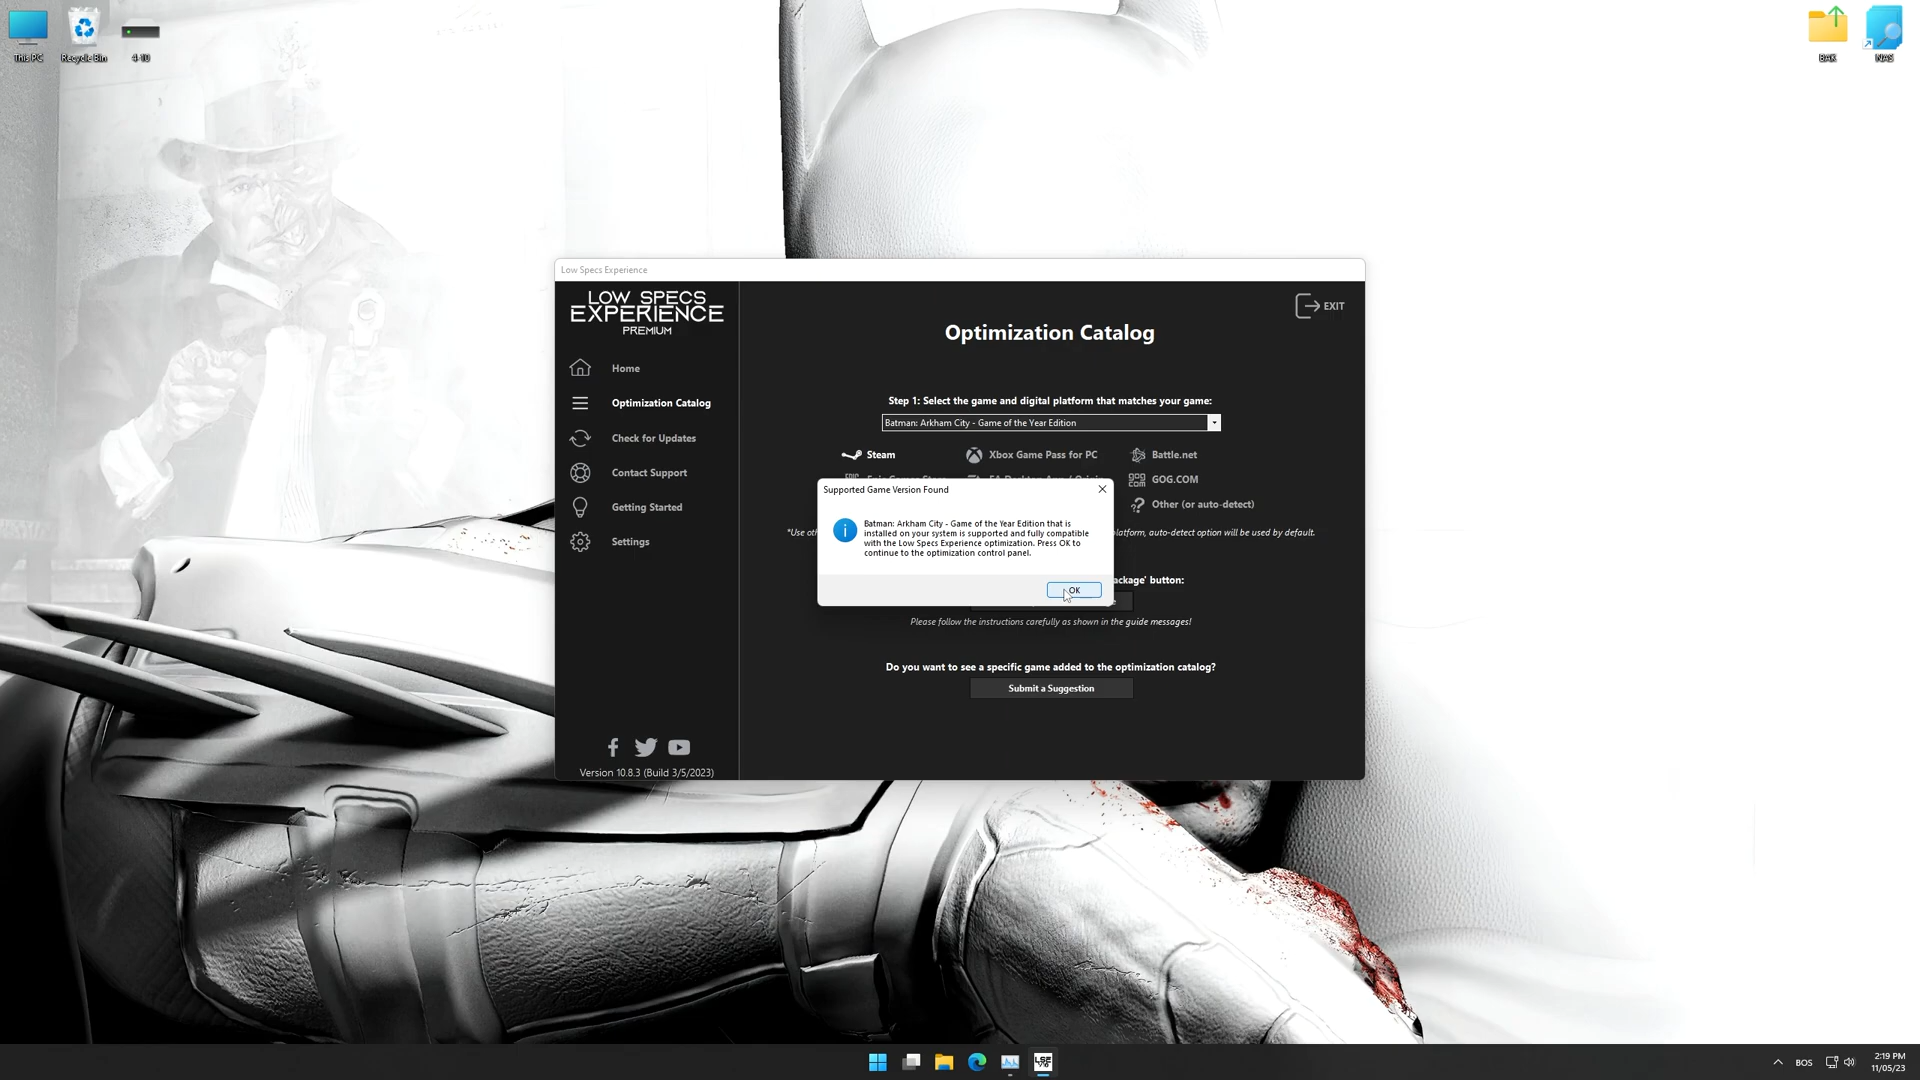 This PC
Recycle Bin
BAK
NAS
Low Specs Experience
LOW SPECS
EXPERIENCE
PREMIUM
EXIT
Optimization Catalog
Home
Optimization Catalog
Check for Updates
Contact Support
Getting Started
Settings
Step 1: Select the game and digital platform that matches your game:
Batman: Arkham City - Game of the Year Edition
Steam
Xbox Game Pass for PC
Battle.net
GOG.COM
Other (or auto-detect)
latform, auto-detect option will be used by default.
Supported Game Version Found
Batman: Arkham City - Game of the Year Edition that is
installed on your system is supported and fully compatible
with the Low Specs Experience optimization. Press OK to
continue to the optimization control panel.
OK
ackage' button:
Please follow the instructions carefully as shown in the guide messages!
Do you want to see a specific game added to the optimization catalog?
Submit a Suggestion
Version 10.8.3 (Build 3/5/2023)
LSE
BOS
2:19 PM
11/05/23